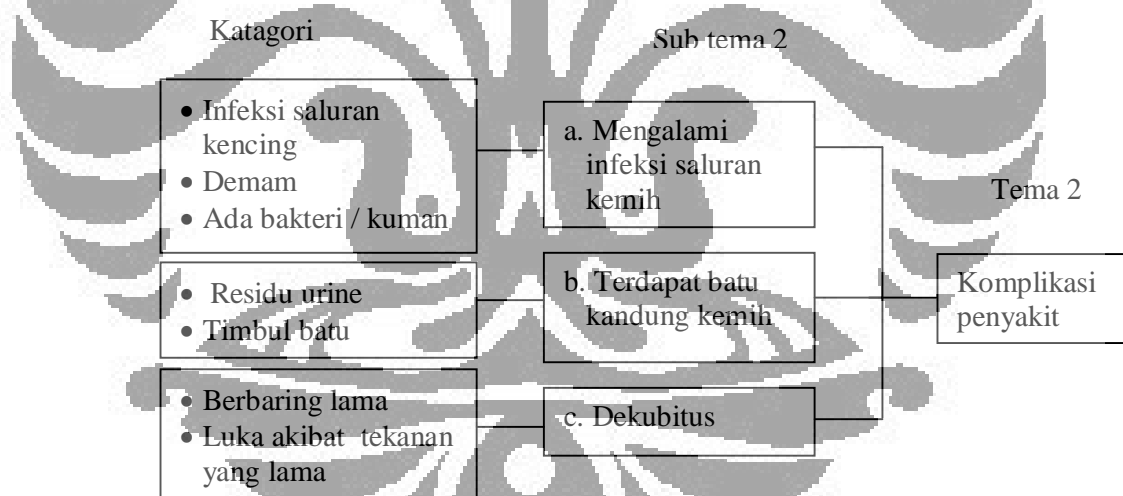 Katagori
Sub tema 2
• Infeksi saluran
kencing
• Demam
• Ada bakteri / kuman
a. Mengalami
infeksi saluran
kemih
Tema 2
• Residu urine
• Timbul batu
b. Terdapat batu
kandung kemih
Komplikasi
penyakit
• Berbaring lama
• Luka akibat tekanan
yang lama
c. Dekubitus